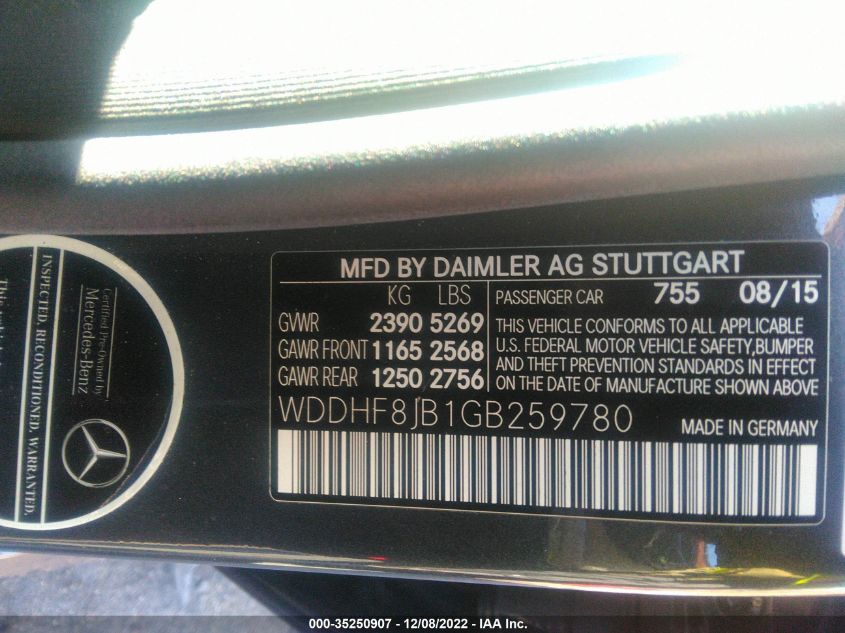 MFD BY DAIMLER AG STUTTGART
KG LBS
GVWR 2390 5269
GAWR FRONT 1165 2568
GAWR REAR 1250 2756
PASSENGER CAR 755 08/15
THIS VEHICLE CONFORMS TO ALL APPLICABLE
U.S. FEDERAL MOTOR VEHICLE SAFETY,BUMPER
AND THEFT PREVENTION STANDARDS IN EFFECT
ON THE DATE OF MANUFACTURE SHOWN ABOVE
WDDHF8JB1GB259780
MADE IN GERMANY
INSPECTED. RECONDITIONED. WARRANTED.
Certified Pre-Owned by
Mercedes-Benz
000-35250907 - 12/08/2022 - IAA Inc.